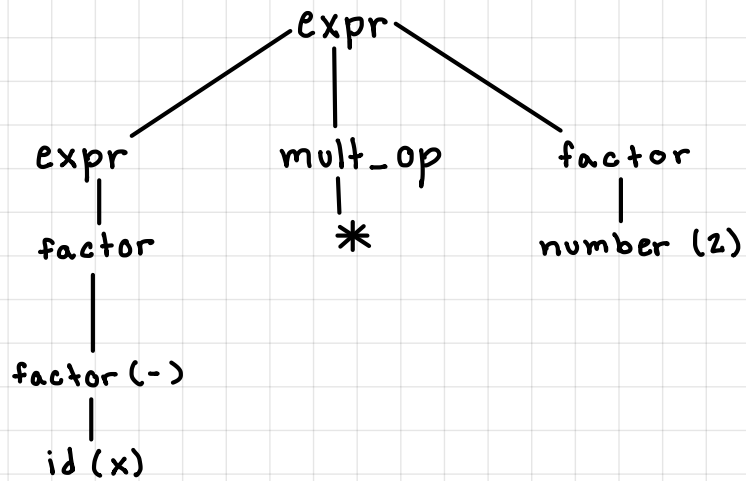 expr
expr mult_op factor
factor * number (2)
factor (-)
id (x)